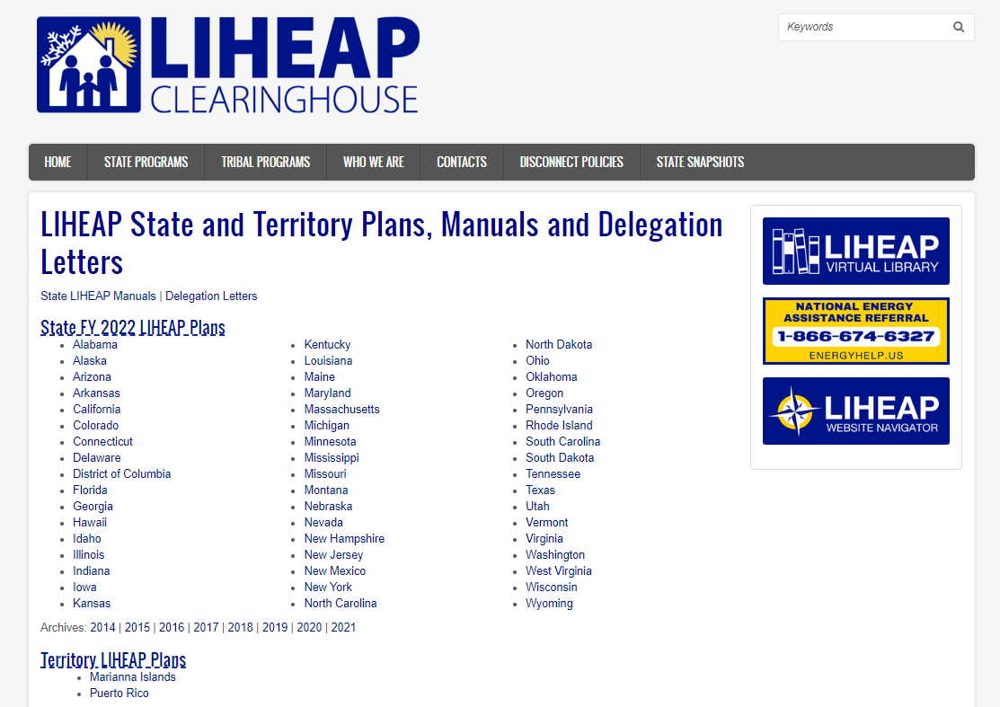 LIHEAP
CLEARINGHOUSE
Keywords
HOME
STATE PROGRAMS
TRIBAL PROGRAMS
WHO WE ARE
CONTACTS
DISCONNECT POLICIES
STATE SNAPSHOTS
LIHEAP State and Territory Plans, Manuals and Delegation
Letters
State LIHEAP Manuals | Delegation Letters
State FY 2022 LIHEAP Plans
Alabama
Alaska
Arizona
Arkansas
California
Colorado
Connecticut
Delaware
District of Columbia
Florida
Georgia
Hawaii
Idaho
Illinois
Indiana
Iowa
Kansas
Kentucky
Louisiana
Maine
Maryland
Massachusetts
Michigan
Minnesota
Mississippi
Missouri
Montana
Nebraska
Nevada
New Hampshire
New Jersey
New Mexico
New York
North Carolina
North Dakota
Ohio
Oklahoma
Oregon
Pennsylvania
Rhode Island
South Carolina
South Dakota
Tennessee
Texas
Utah
Vermont
Virginia
Washington
West Virginia
Wisconsin
Wyoming
Archives: 2014 | 2015 | 2016 | 2017 | 2018 | 2019 | 2020 | 2021
Territory LIHEAP Plans
Marianna Islands
Puerto Rico
LIHEAP
VIRTUAL LIBRARY
NATIONAL ENERGY
ASSISTANCE REFERRAL
1-866-674-6327
ENERGYHELP.US
LIHEAP
WEBSITE NAVIGATOR